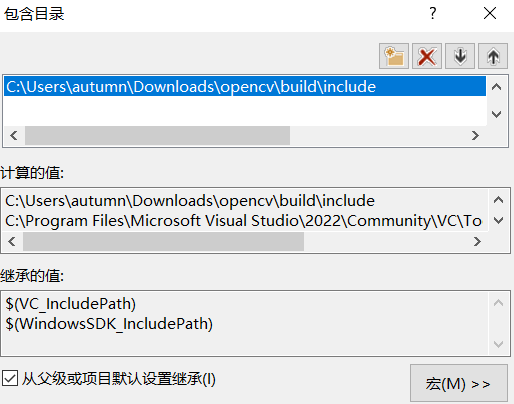 包含目录
?
C:\Users\autumn\Downloads\opencv\build\include
计算的值:
C:\Users\autumn\Downloads\opencv\build\include
C:\Program Files\Microsoft Visual Studio\2022\Community\VC\To
继承的值:
$(VC_IncludePath)
$(WindowsSDK_IncludePath)
从父级或项目默认设置继承(I)
宏(M) >>